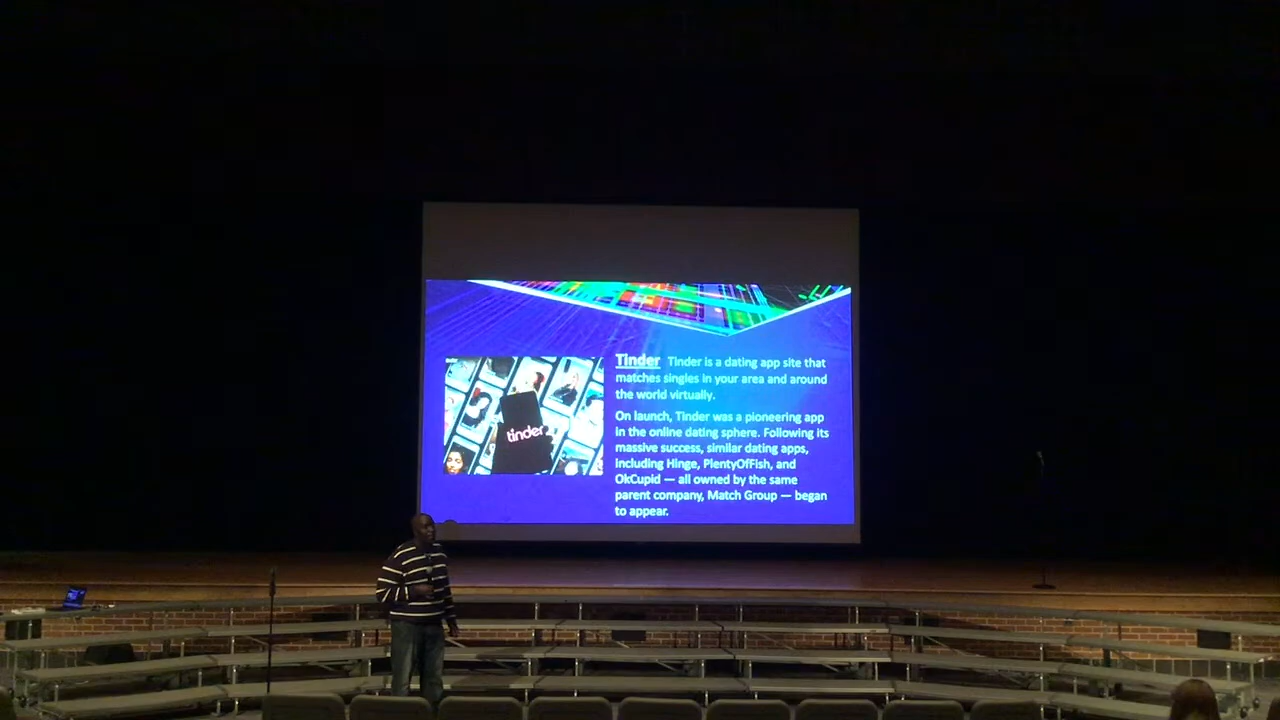 Tinder Tinder is a dating app site that
matches singles in your area and around
the world virtually.
On launch, Tinder was a pioneering app
in the online dating sphere. Following its
massive success, similar dating apps,
including Hinge, PlentyOfFish, and
OkCupid — all owned by the same
parent company, Match Group — began
to appear.
tinder